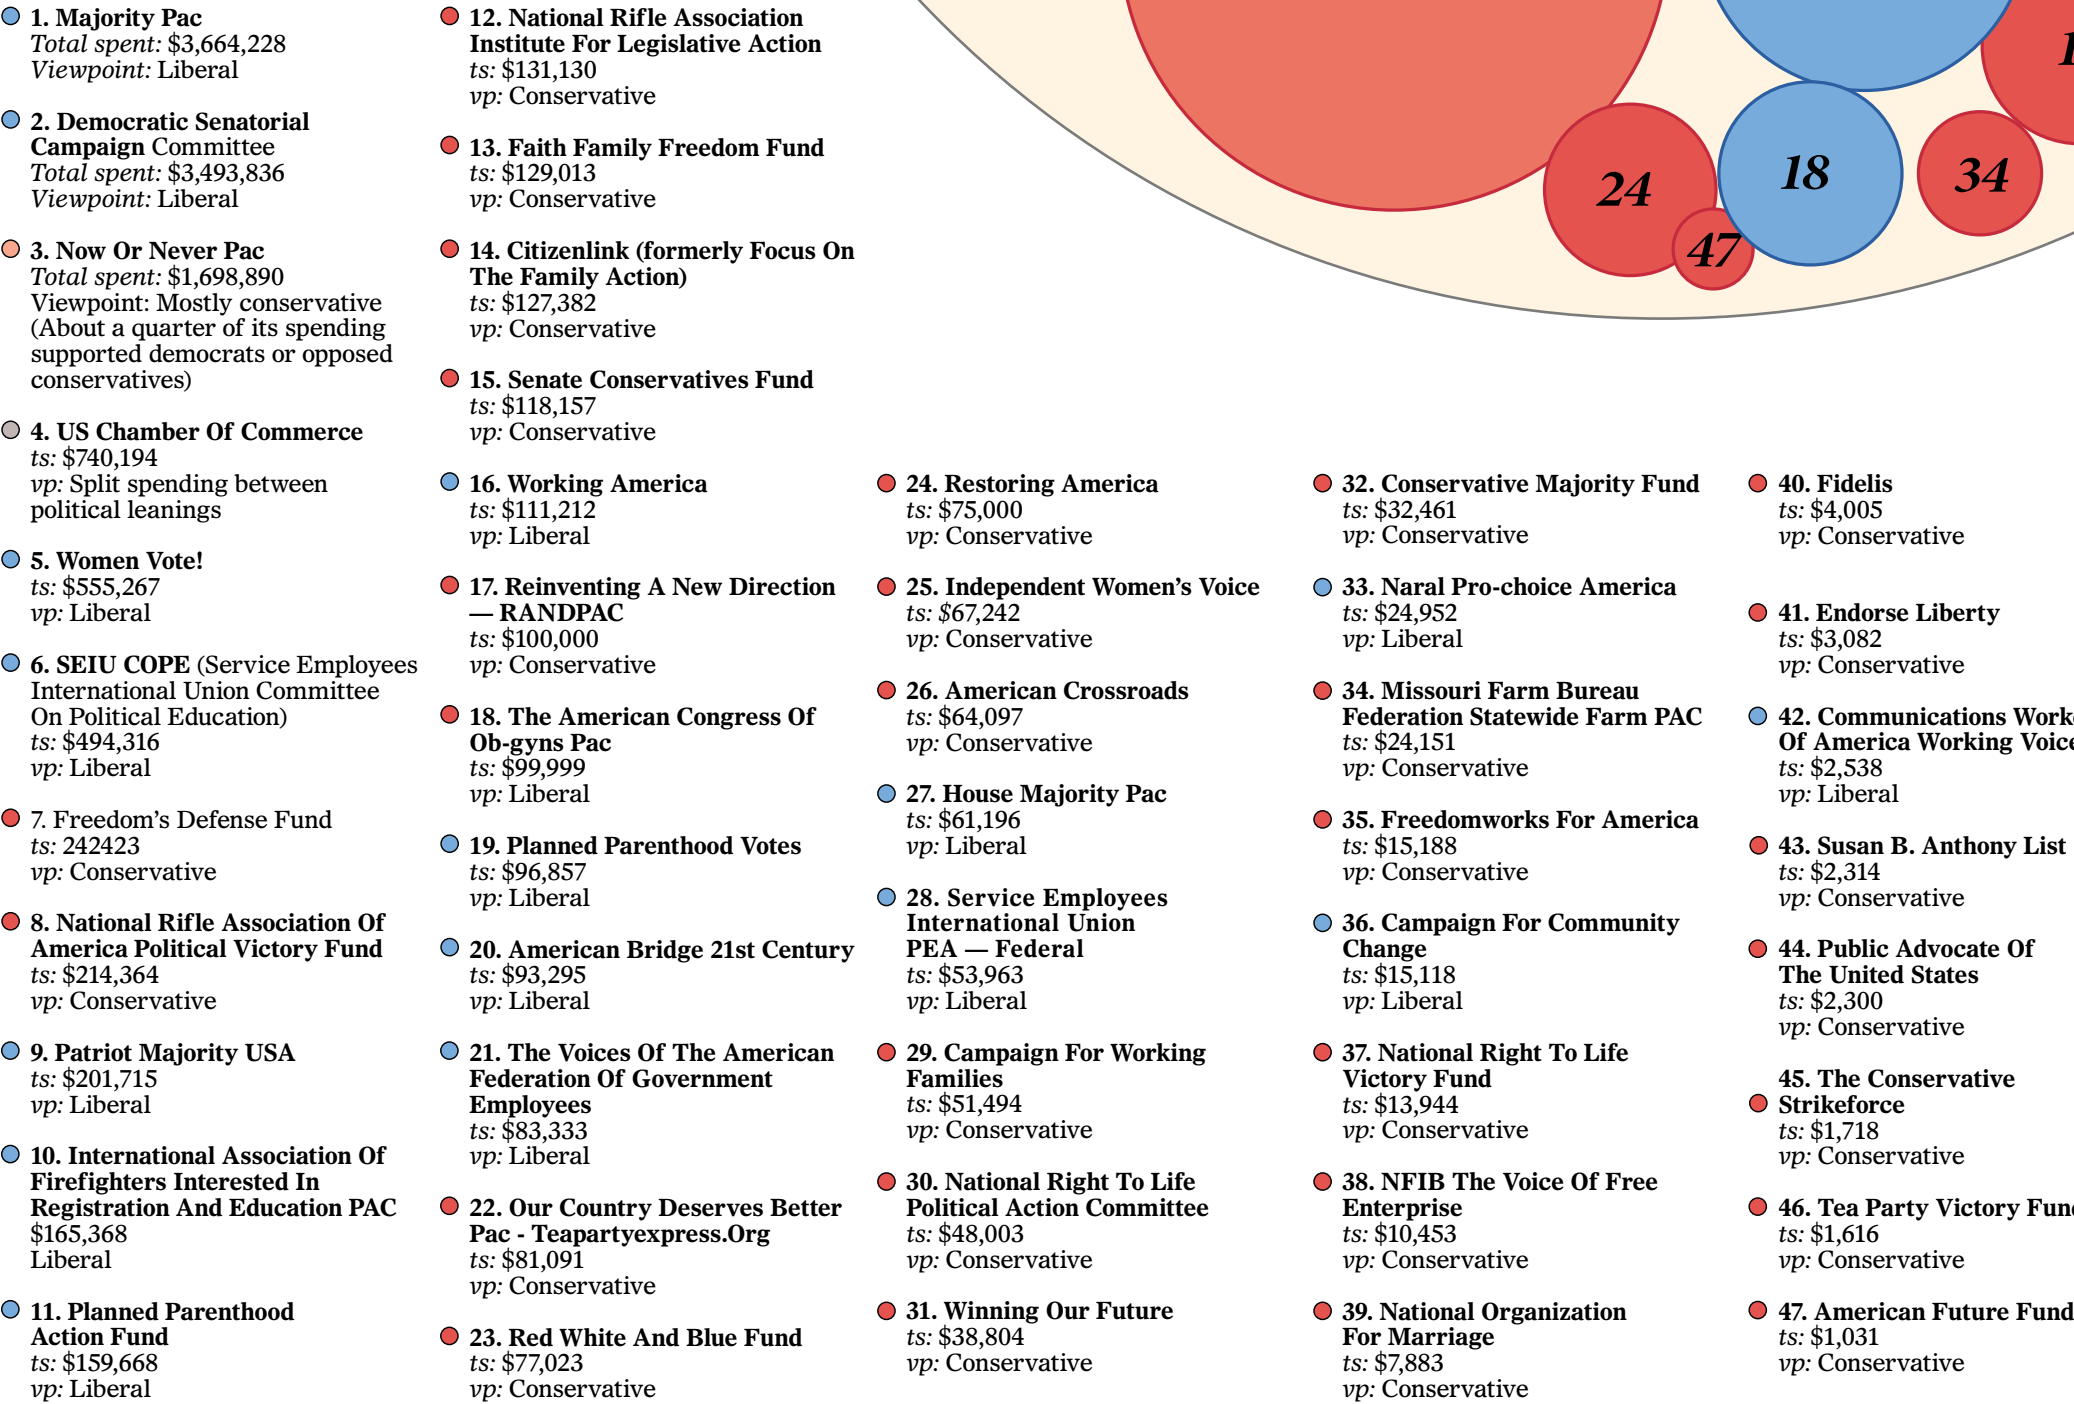 1. Majority Pac
Total spent: $3,664,228
Viewpoint: Liberal
2. Democratic Senatorial
Campaign Committee
Total spent: $3,493,836
Viewpoint: Liberal
3. Now Or Never Pac
Total spent: $1,698,890
Viewpoint: Mostly conservative
(About a quarter of its spending
supported democrats or opposed
conservatives)
4. US Chamber Of Commerce
ts: $740,194
vp: Split spending between
political leanings
5. Women Vote!
ts: $555,267
vp: Liberal
6. SEIU COPE (Service Employees
International Union Committee
On Political Education)
ts: $494,316
vp: Liberal
7. Freedom’s Defense Fund
ts: 242423
vp: Conservative
8. National Rifle Association Of
America Political Victory Fund
ts: $214,364
vp: Conservative
9. Patriot Majority USA
ts: $201,715
vp: Liberal
10. International Association Of
Firefighters Interested In
Registration And Education PAC
$165,368
Liberal
11. Planned Parenthood
Action Fund
ts: $159,668
vp: Liberal
12. National Rifle Association
Institute For Legislative Action
ts: $131,130
vp: Conservative
13. Faith Family Freedom Fund
ts: $129,013
vp: Conservative
14. Citizenlink (formerly Focus On
The Family Action)
ts: $127,382
vp: Conservative
15. Senate Conservatives Fund
ts: $118,157
vp: Conservative
16. Working America
ts: $111,212
vp: Liberal
17. Reinventing A New Direction
— RANDPAC
ts: $100,000
vp: Conservative
18. The American Congress Of
Ob-gyns Pac
ts: $99,999
vp: Liberal
19. Planned Parenthood Votes
ts: $96,857
vp: Liberal
20. American Bridge 21st Century
ts: $93,295
vp: Liberal
21. The Voices Of The American
Federation Of Government
Employees
ts: $83,333
vp: Liberal
22. Our Country Deserves Better
Pac - Teapartyexpress.Org
ts: $81,091
vp: Conservative
23. Red White And Blue Fund
ts: $77,023
vp: Conservative
24
47
18
34
24. Restoring America
ts: $75,000
vp: Conservative
25. Independent Women’s Voice
ts: $67,242
vp: Conservative
26. American Crossroads
ts: $64,097
vp: Conservative
27. House Majority Pac
ts: $61,196
vp: Liberal
28. Service Employees
International Union
PEA — Federal
ts: $53,963
vp: Liberal
29. Campaign For Working
Families
ts: $51,494
vp: Conservative
30. National Right To Life
Political Action Committee
ts: $48,003
vp: Conservative
31. Winning Our Future
ts: $38,804
vp: Conservative
32. Conservative Majority Fund
ts: $32,461
vp: Conservative
33. Naral Pro-choice America
ts: $24,952
vp: Liberal
34. Missouri Farm Bureau
Federation Statewide Farm PAC
ts: $24,151
vp: Conservative
35. Freedomworks For America
ts: $15,188
vp: Conservative
36. Campaign For Community
Change
ts: $15,118
vp: Liberal
37. National Right To Life
Victory Fund
ts: $13,944
vp: Conservative
38. NFIB The Voice Of Free
Enterprise
ts: $10,453
vp: Conservative
39. National Organization
For Marriage
ts: $7,883
vp: Conservative
40. Fidelis
ts: $4,005
vp: Conservative
41. Endorse Liberty
ts: $3,082
vp: Conservative
42. Communications
Of America Working
ts: $2,538
vp: Liberal
43. Susan B. Anthony List
ts: $2,314
vp: Conservative
44. Public Advocate Of
The United States
ts: $2,300
vp: Conservative
45. The Conservative
Strikeforce
ts: $1,718
vp: Conservative
46. Tea Party Victory
ts: $1,616
vp: Conservative
47. American Future Fund
ts: $1,031
vp: Conservative